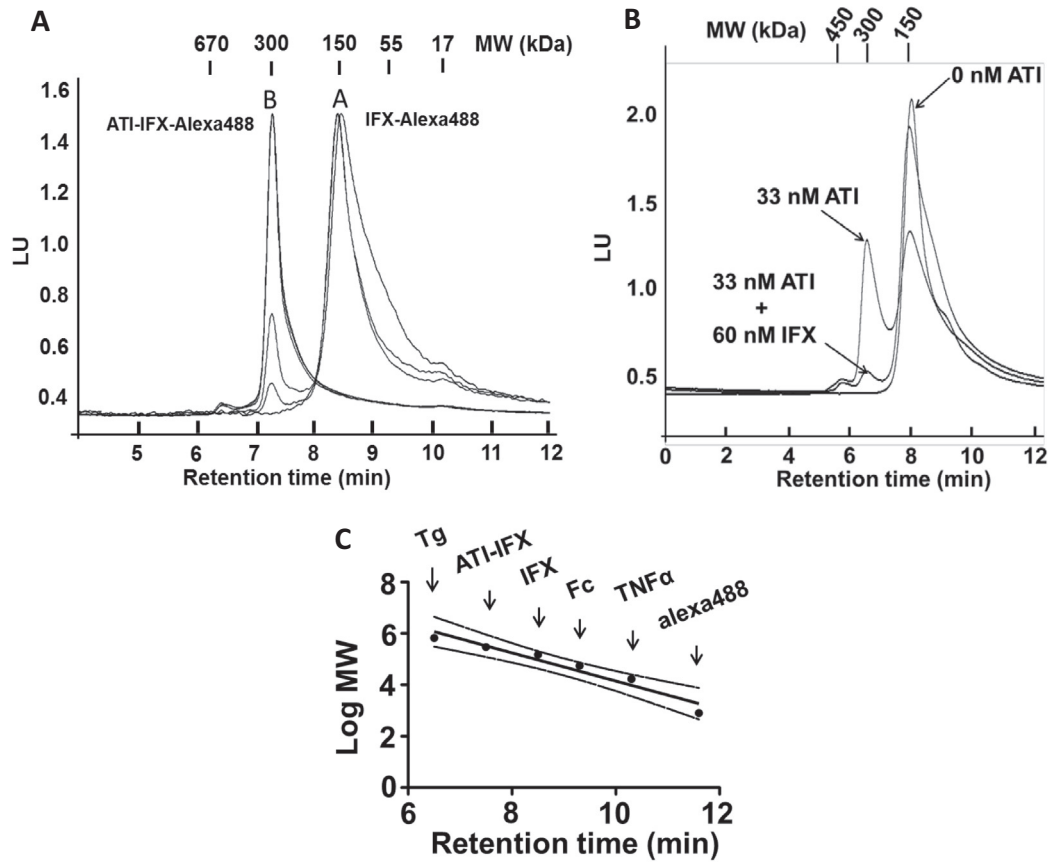 A
670 300 150 55 17 MW (kDa)
B A
ATI-IFX-Alexa488 IFX-Alexa488
1.6
1.4
1.2
1.0
0.8
0.6
0.4
LU
5 6 7 8 9 10 11 12
Retention time (min)
B
MW (kDa) 450 300 150
0 nM ATI
33 nM ATI
33 nM ATI
+
60 nM IFX
2.0
1.5
1.0
0.5
LU
0 2 4 6 8 10 12
Retention time (min)
C
Tg ATI-IFX IFX Fc TNFα alexa488
8
6
4
2
0
Log MW
6 8 10 12
Retention time (min)